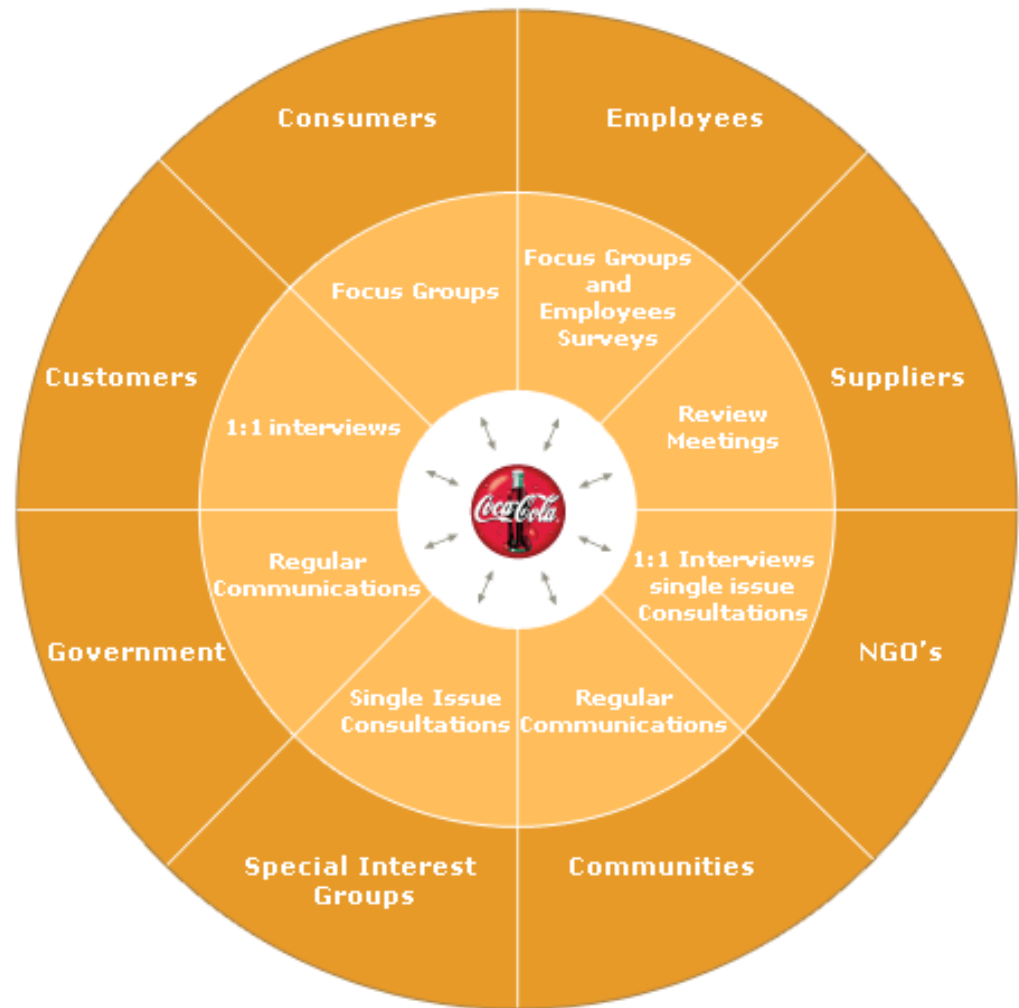 Consumers
Employees
Focus Groups
Focus Groups
and
Employees
Surveys
Customers
Suppliers
1:1 interviews
Review
Meetings
Coca-Cola
Regular
Communications
1:1 Interviews
single issue
Consultations
Government
NGO's
Single Issue
Consultations
Regular
Communications
Special Interest
Groups
Communities